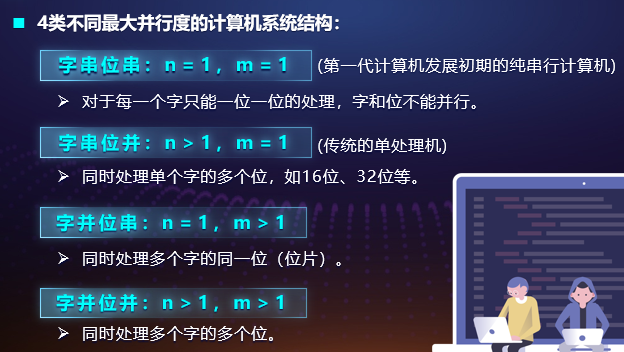 4类不同最大并行度的计算机系统结构：
字串位串：n = 1，m = 1 (第一代计算机发展初期的纯串行计算机)
对于每一个字只能一位一位的处理，字和位不能并行。
字串位并：n > 1，m = 1 (传统的单处理机)
同时处理单个字的多个位，如16位、32位等。
字并位串：n = 1，m > 1
同时处理多个字的同一位（位片）。
字并位并：n > 1，m > 1
同时处理多个字的多个位。